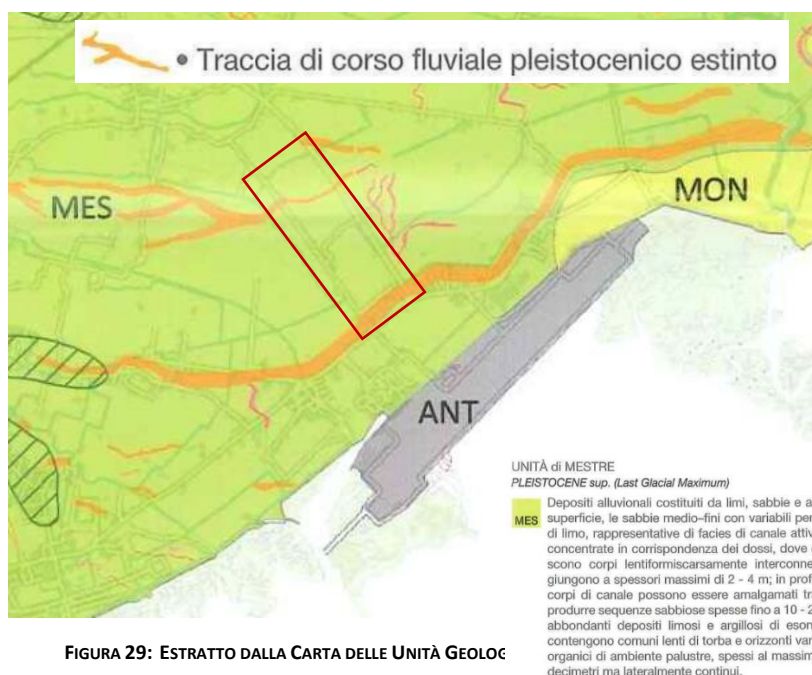 • Traccia di corso fluviale pleistocenico estinto
MES
MON
ANT
UNITÀ di MESTRE
PLEISTOCENE sup. (Last Glacial Maximum)
MES
Depositi alluvionali costituiti da limi, sabbie e a
superficie, le sabbie medio–fini con variabili per
di limo, rappresentative di facies di canale attiv
concentrate in corrispondenza dei dossi, dove
scono corpi lentiformiscarsamente interconne
giungono a spessori massimi di 2 - 4 m; in prof
corpi di canale possono essere amalgamati tr
produrre sequenze sabbiose spesse fino a 10 - 2
abbondanti depositi limosi e argillosi di eson
contengono comuni lenti di torba e orizzonti var
organici di ambiente palustre, spessi al massim
decimetri ma lateralmente continui.
FIGURA 29: ESTRATTO DALLA CARTA DELLE UNITÀ GEOLOG